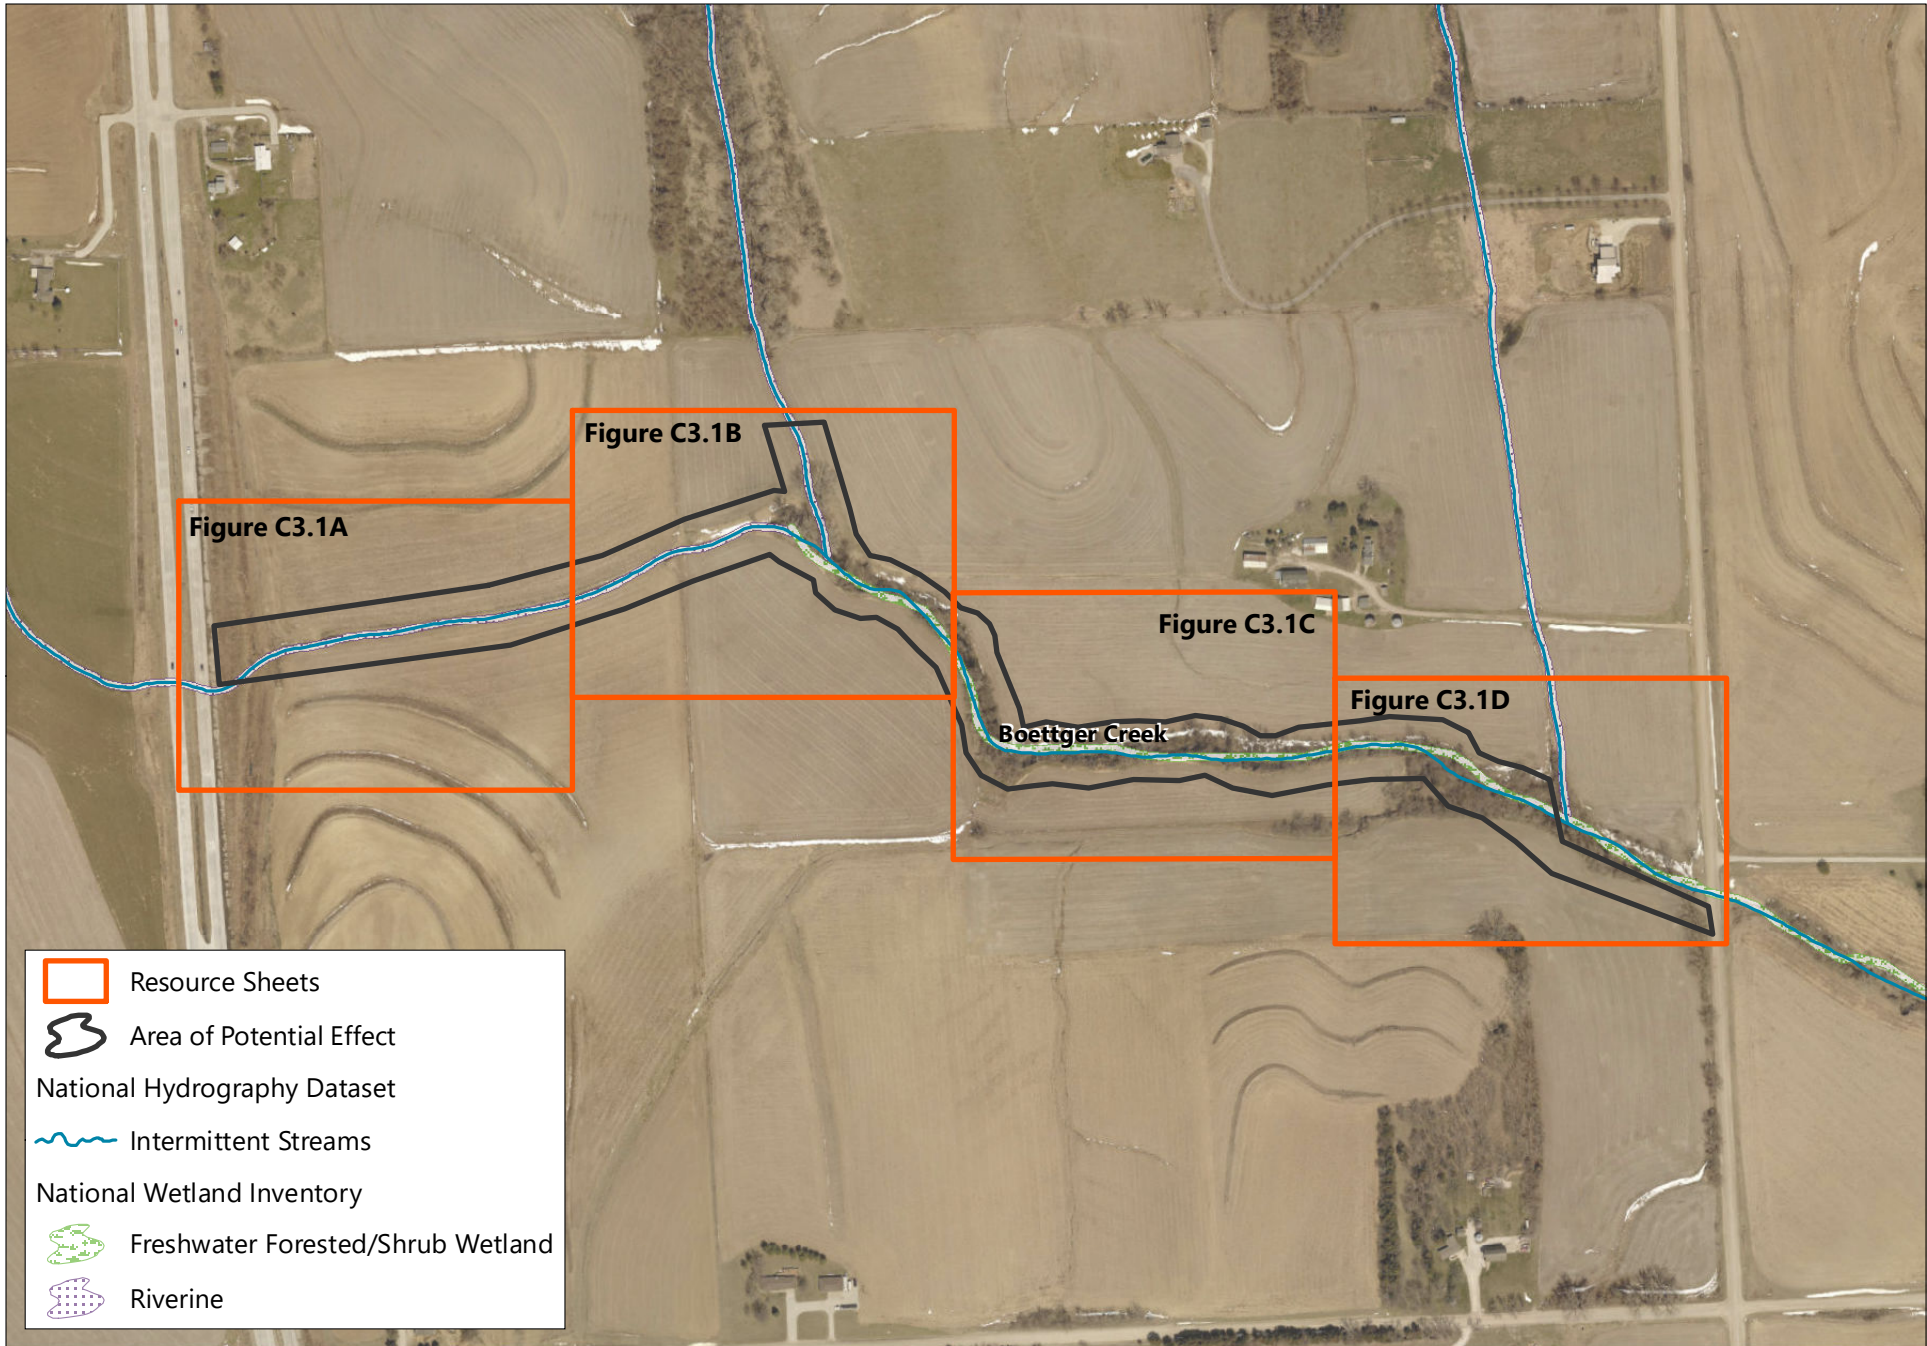 Figure C3.1B
Figure C3.1A
Figure C3.1C
Figure C3.1D
Boettger Creek
Resource Sheets
Area of Potential Effect
National Hydrography Dataset
Intermittent Streams
National Wetland Inventory
Freshwater Forested/Shrub Wetland
Riverine